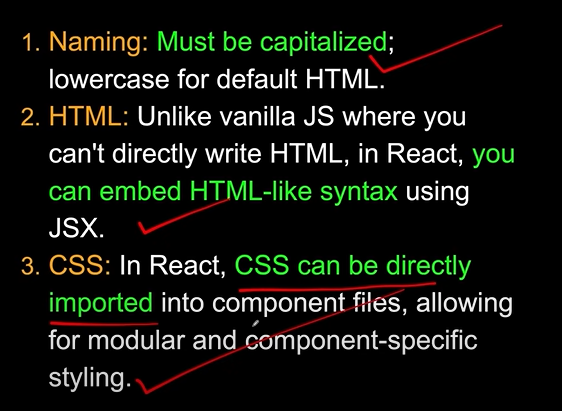 1. Naming: Must be capitalized;
lowercase for default HTML.
2. HTML: Unlike vanilla JS where you
can't directly write HTML, in React, you
can embed HTML-like syntax using
JSX.
3. CSS: In React, CSS can be directly
imported into component files, allowing
for modular and component-specific
styling.